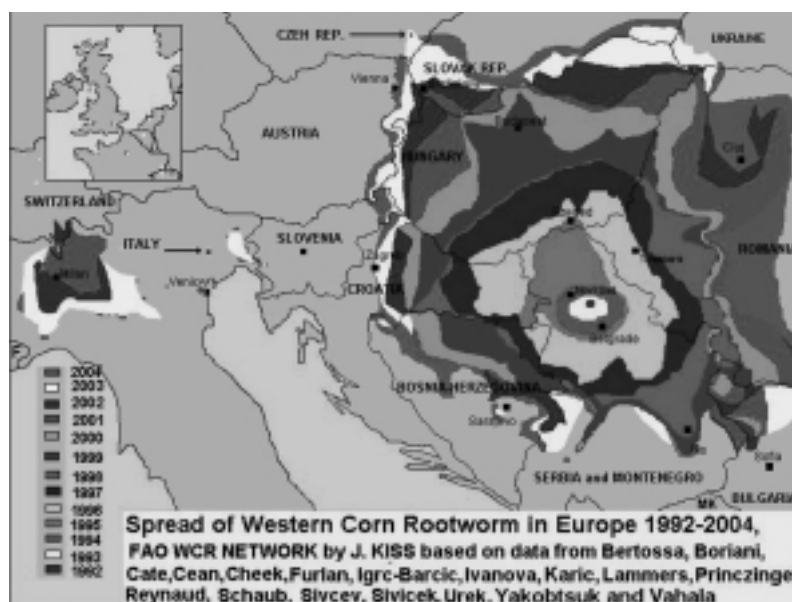 CZEH REP.
UKRAINE
Vienna
SLOVAK REP.
AUSTRIA
HUNGARY
Cluj
SWITZERLAND
ITALY
SLOVENIA
ROMANIA
Milan
Zagreb
Venice
CROATIA
Belgrade
BOSNIA HERZEGOVINA
Sarajevo
Nis
Sofia
SERBIA and MONTENEGRO
MK
BULGARIA
2004
2003
2002
2001
2000
1999
1998
1997
1996
1995
1994
1993
1992
Spread of Western Corn Rootworm in Europe 1992-2004,
FAO WCR NETWORK by J. KISS based on data from Bertossa, Boriani,
Cate,Cean,Cheek,Furlan, Igrc-Barcic,Ivanova, Karic, Lammers, Princzinge
Reynaud, Schaub, Sivcev, Sivicek,Urek, Yakobtsuk and Vahala